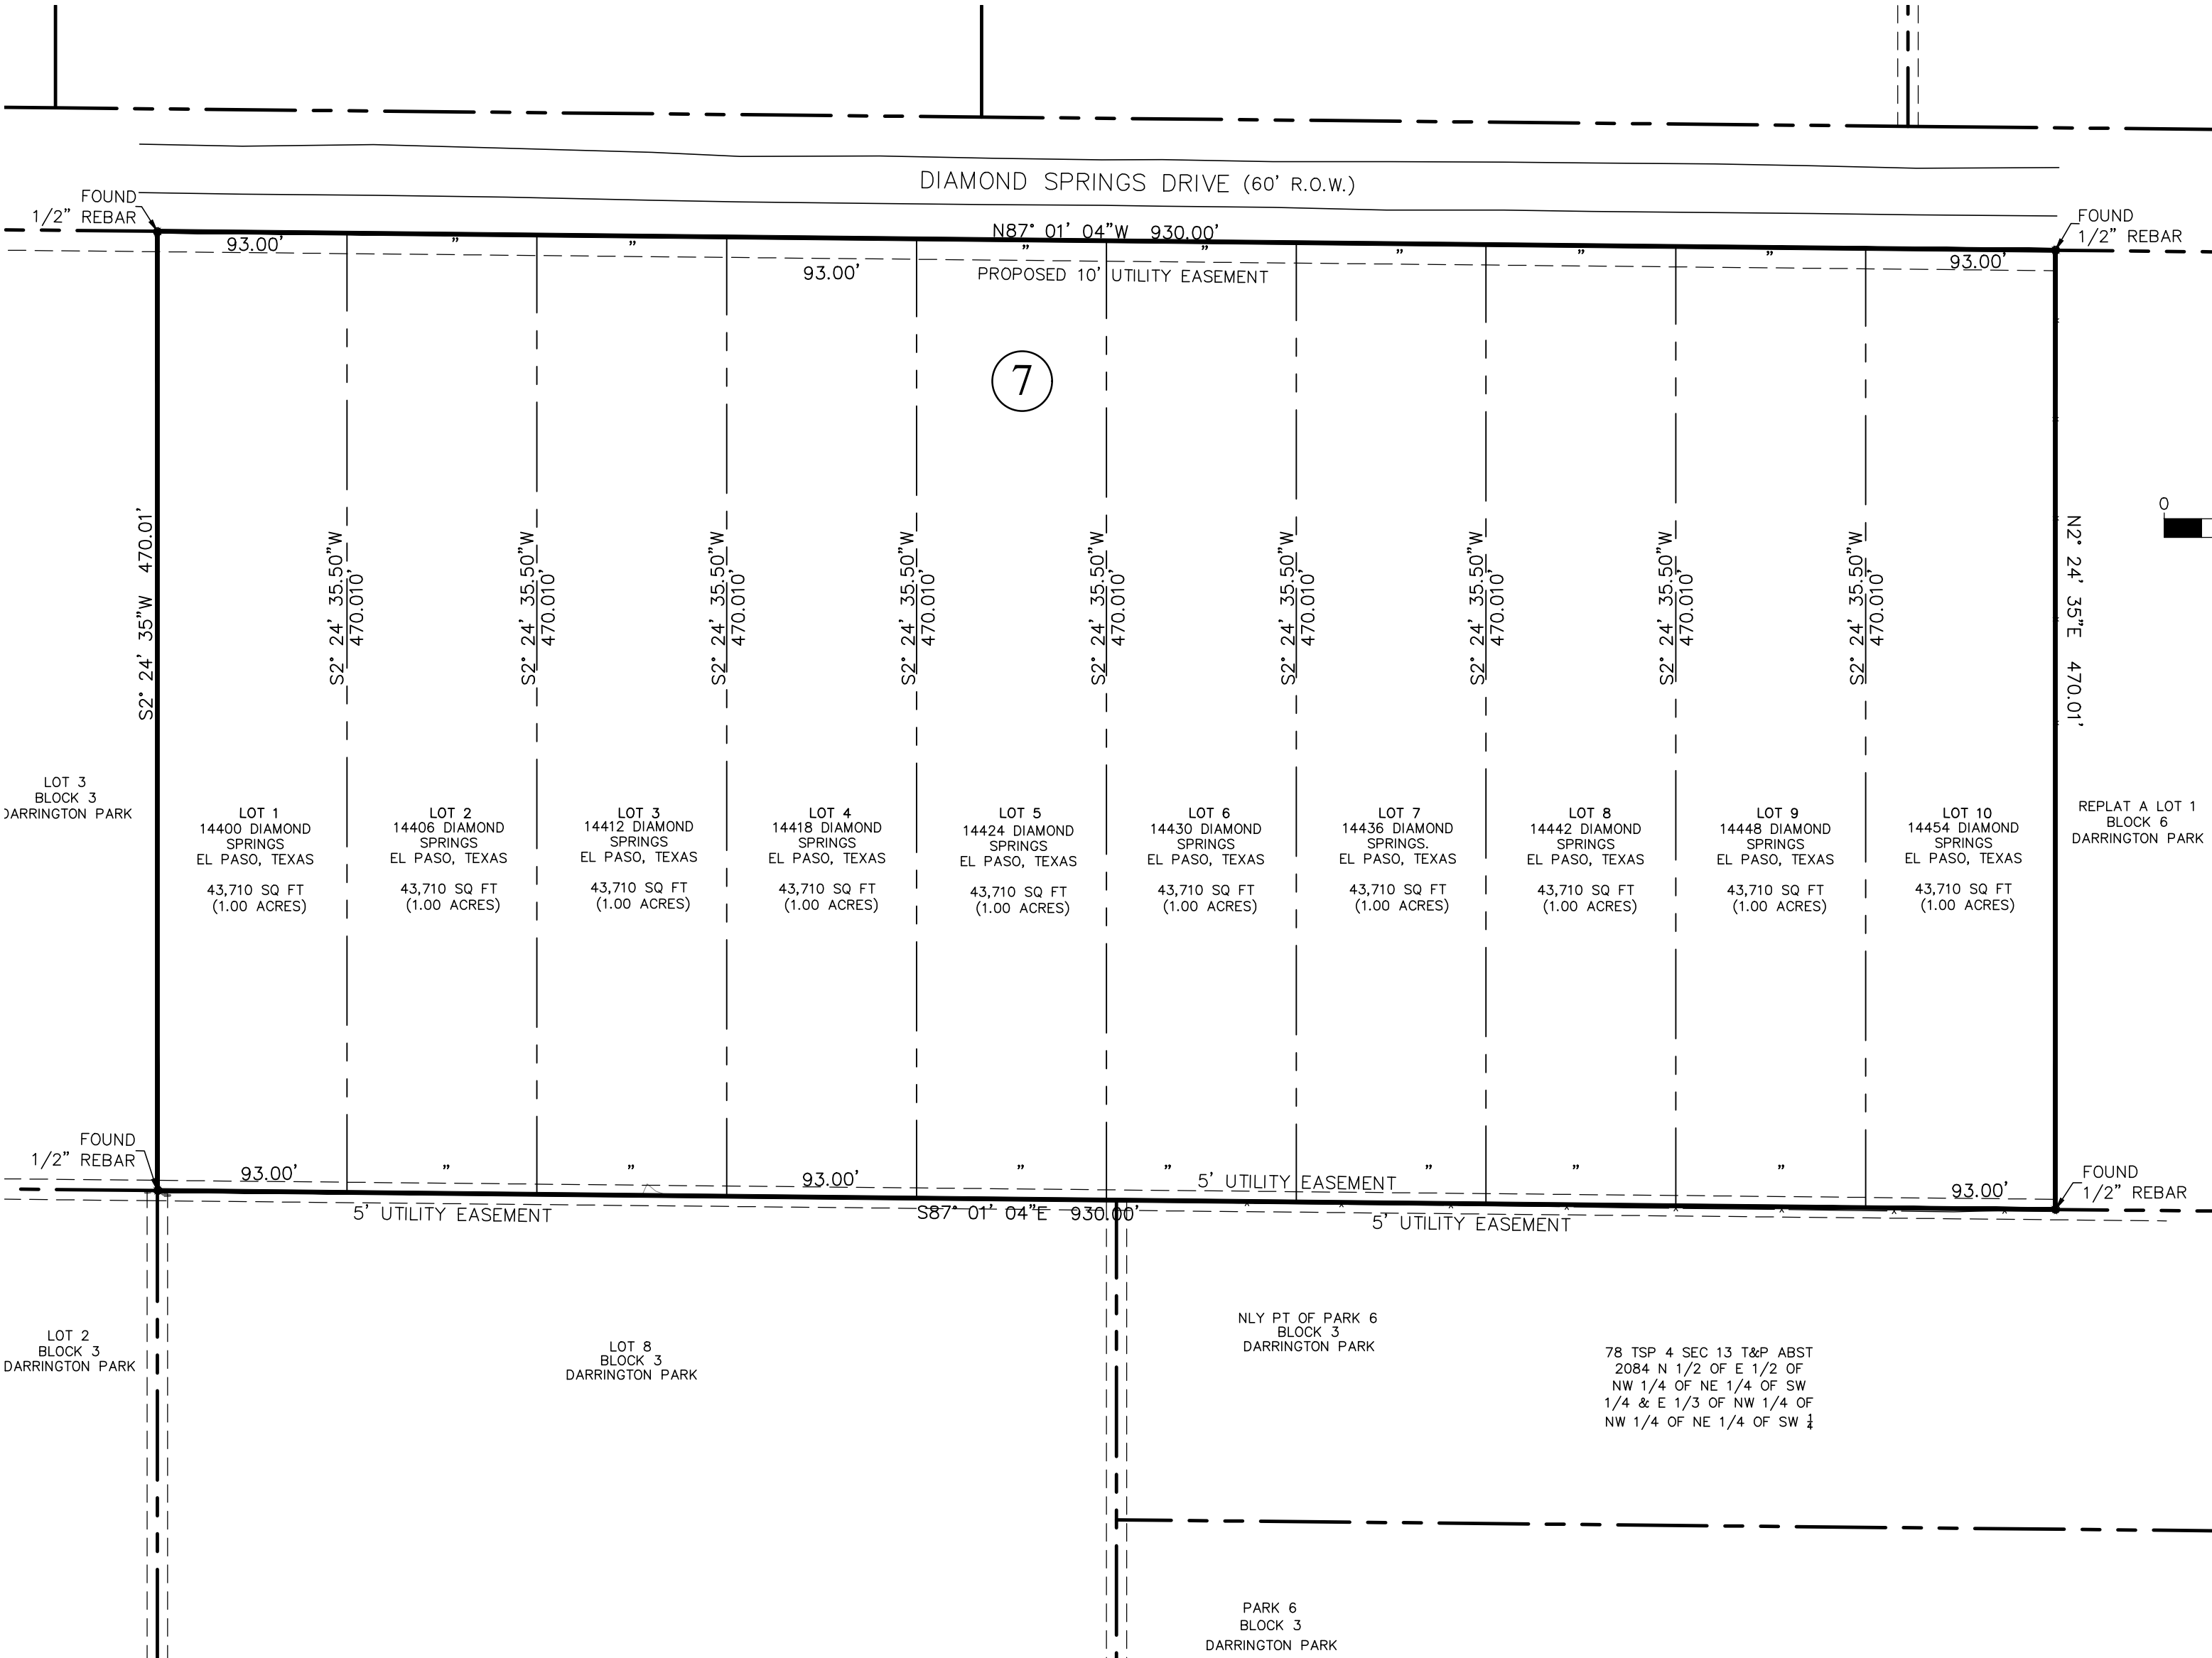 DIAMOND SPRINGS DRIVE (60' R.O.W.)
FOUND
1/2" REBAR
FOUND
1/2" REBAR
N87° 01' 04"W 930.00'
93.00'
"
"
"
"
"
"
"
93.00'
93.00'
PROPOSED 10' UTILITY EASEMENT
7
0
S2° 24' 35"W 470.01'
S2° 24' 35.50"W
470.010'
S2° 24' 35.50"W
470.010'
S2° 24' 35.50"W
470.010'
S2° 24' 35.50"W
470.010'
S2° 24' 35.50"W
470.010'
S2° 24' 35.50"W
470.010'
S2° 24' 35.50"W
470.010'
S2° 24' 35.50"W
470.010'
S2° 24' 35.50"W
470.010'
N2° 24' 35"E 470.01'
LOT 3
BLOCK 3
DARRINGTON PARK
LOT 1
14400 DIAMOND
SPRINGS
EL PASO, TEXAS
43,710 SQ FT
(1.00 ACRES)
LOT 2
14406 DIAMOND
SPRINGS
EL PASO, TEXAS
43,710 SQ FT
(1.00 ACRES)
LOT 3
14412 DIAMOND
SPRINGS
EL PASO, TEXAS
43,710 SQ FT
(1.00 ACRES)
LOT 4
14418 DIAMOND
SPRINGS
EL PASO, TEXAS
43,710 SQ FT
(1.00 ACRES)
LOT 5
14424 DIAMOND
SPRINGS
EL PASO, TEXAS
43,710 SQ FT
(1.00 ACRES)
LOT 6
14430 DIAMOND
SPRINGS
EL PASO, TEXAS
43,710 SQ FT
(1.00 ACRES)
LOT 7
14436 DIAMOND
SPRINGS.
EL PASO, TEXAS
43,710 SQ FT
(1.00 ACRES)
LOT 8
14442 DIAMOND
SPRINGS
EL PASO, TEXAS
43,710 SQ FT
(1.00 ACRES)
LOT 9
14448 DIAMOND
SPRINGS
EL PASO, TEXAS
43,710 SQ FT
(1.00 ACRES)
LOT 10
14454 DIAMOND
SPRINGS
EL PASO, TEXAS
43,710 SQ FT
(1.00 ACRES)
REPLAT A LOT 1
BLOCK 6
DARRINGTON PARK
FOUND
1/2" REBAR
93.00'
"
"
93.00'
"
"
"
"
"
93.00'
5' UTILITY EASEMENT
FOUND
1/2" REBAR
5' UTILITY EASEMENT
S87° 01' 04"E 930.00'
5' UTILITY EASEMENT
LOT 2
BLOCK 3
DARRINGTON PARK
LOT 8
BLOCK 3
DARRINGTON PARK
NLY PT OF PARK 6
BLOCK 3
DARRINGTON PARK
78 TSP 4 SEC 13 T&P ABST
2084 N 1/2 OF E 1/2 OF
NW 1/4 OF NE 1/4 OF SW
1/4 & E 1/3 OF NW 1/4 OF
NW 1/4 OF NE 1/4 OF SW ¼
PARK 6
BLOCK 3
DARRINGTON PARK